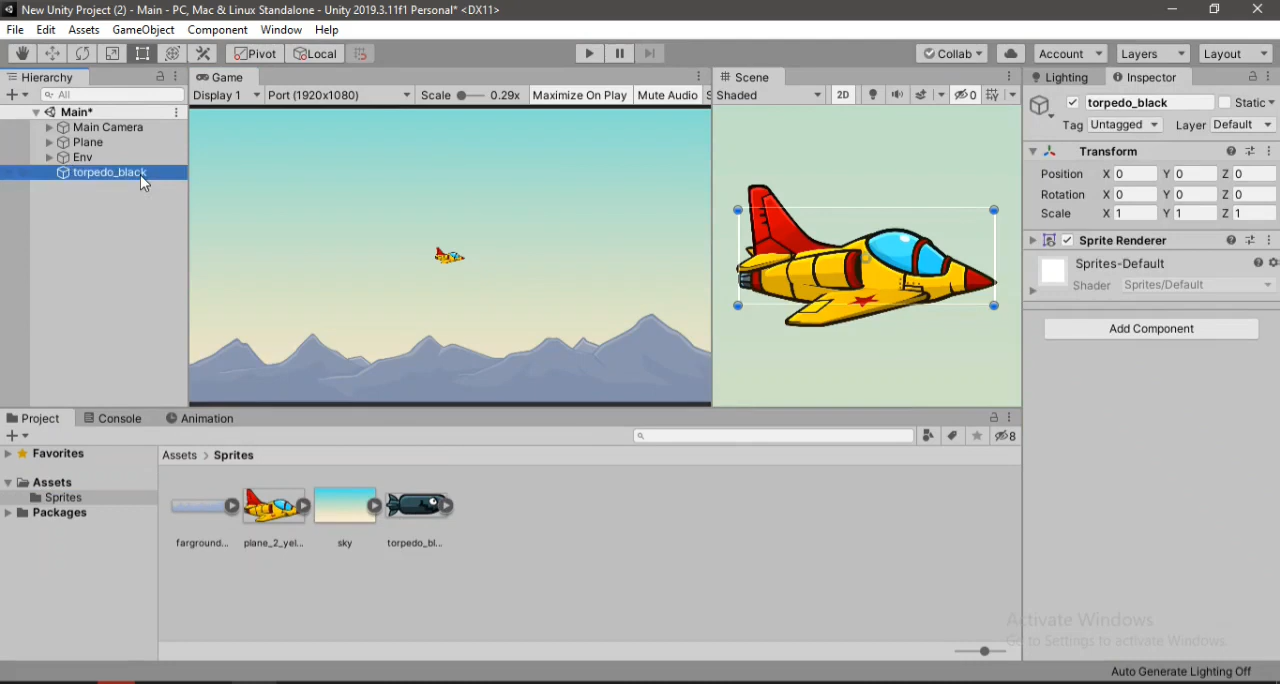 New Unity Project (2) - Main - PC, Mac & Linux Standalone - Unity 2019.3.11f1 Personal* <DX11>
File Edit Assets GameObject Component Window Help
Pivot Local Collab Account Layers Layout
Hierarchy
All
Main*
Main Camera
Plane
Env
torpedo_black
Game
Display 1 Port (1920x1080) Scale 0.29x Maximize On Play Mute Audio S
Scene
Shaded 2D 0
Lighting Inspector
torpedo_black Static
Tag Untagged Layer Default
Transform
Position X 0 Y 0 Z 0
Rotation X 0 Y 0 Z 0
Scale X 1 Y 1 Z 1
Sprite Renderer
Sprites-Default
Shader Sprites/Default
Add Component
Project Console Animation
8
Favorites
Assets
Sprites
Packages
Assets > Sprites
farground... plane_2_yel... sky torpedo_bl...
Activate Windows
Go to Settings to activate Windows.
Auto Generate Lighting Off